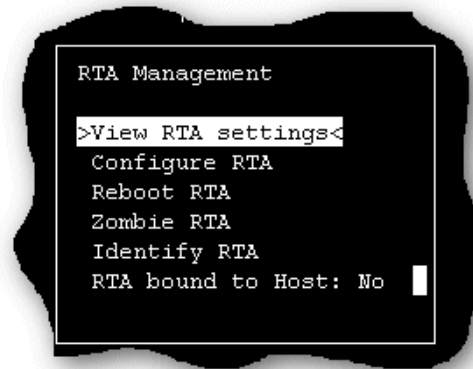 RTA Management
>View RTA settings<
Configure RTA
Reboot RTA
Zombie RTA
Identify RTA
RTA bound to Host: No